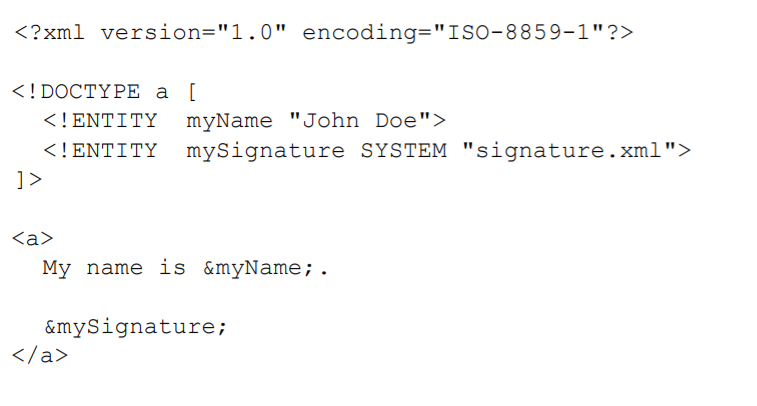 <?xml version="1.0" encoding="ISO-8859-1"?>
<!DOCTYPE a [
<!ENTITY myName "John Doe">
<!ENTITY mySignature SYSTEM "signature.xml">
]>
<a>
My name is &myName;.
&mySignature;
</a>